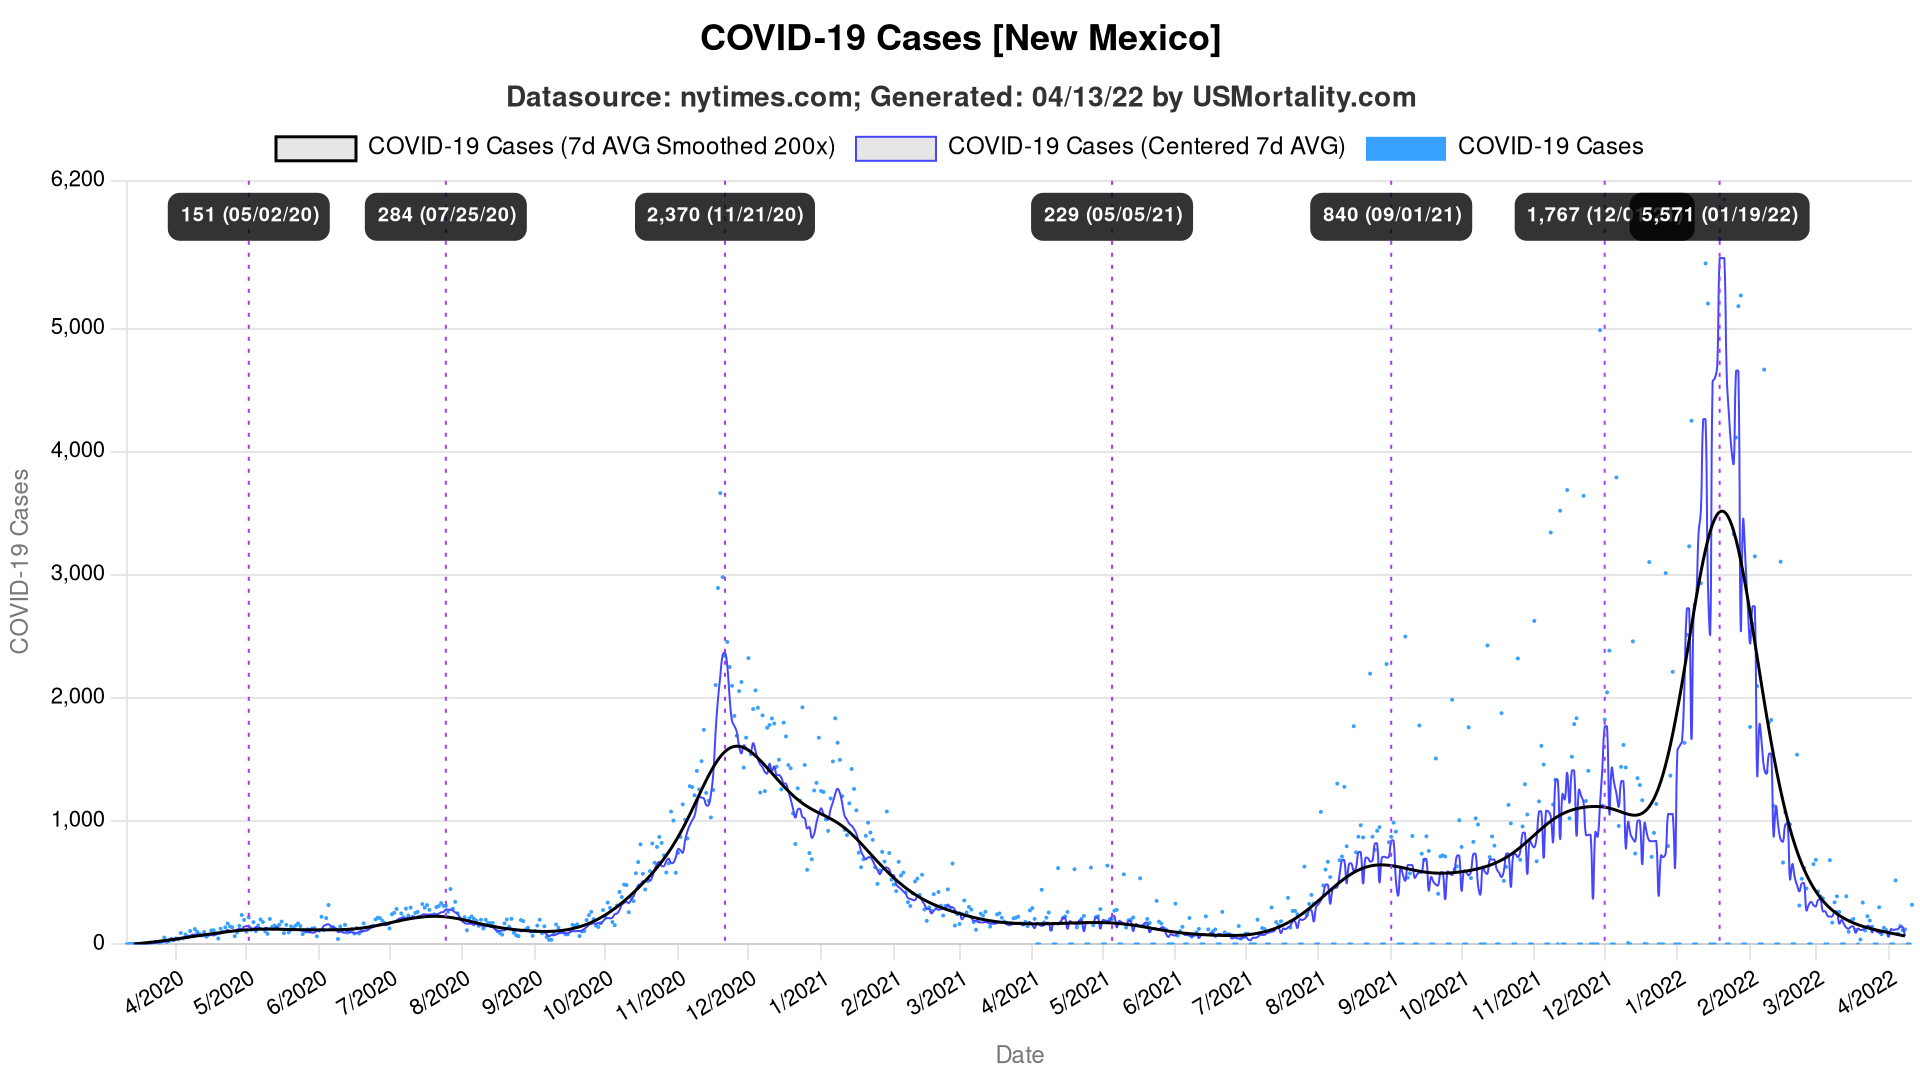 COVID-19 Cases [New Mexico]
Datasource: nytimes.com; Generated: 04/13/22 by USMortality.com
COVID-19 Cases (7d AVG Smoothed 200x) COVID-19 Cases (Centered 7d AVG) COVID-19 Cases
6,200
151 (05/02/20) 284 (07/25/20) 2,370 (11/21/20) 229 (05/05/21) 840 (09/01/21) 1,767 (12/0 5,571 (01/19/22)
5,000
4,000
3,000
2,000
1,000
0
COVID-19 Cases
4/2020 5/2020 6/2020 7/2020 8/2020 9/2020 10/2020 11/2020 12/2020 1/2021 2/2021 3/2021 4/2021 5/2021 6/2021 7/2021 8/2021 9/2021 10/2021 11/2021 12/2021 1/2022 2/2022 3/2022 4/2022
Date